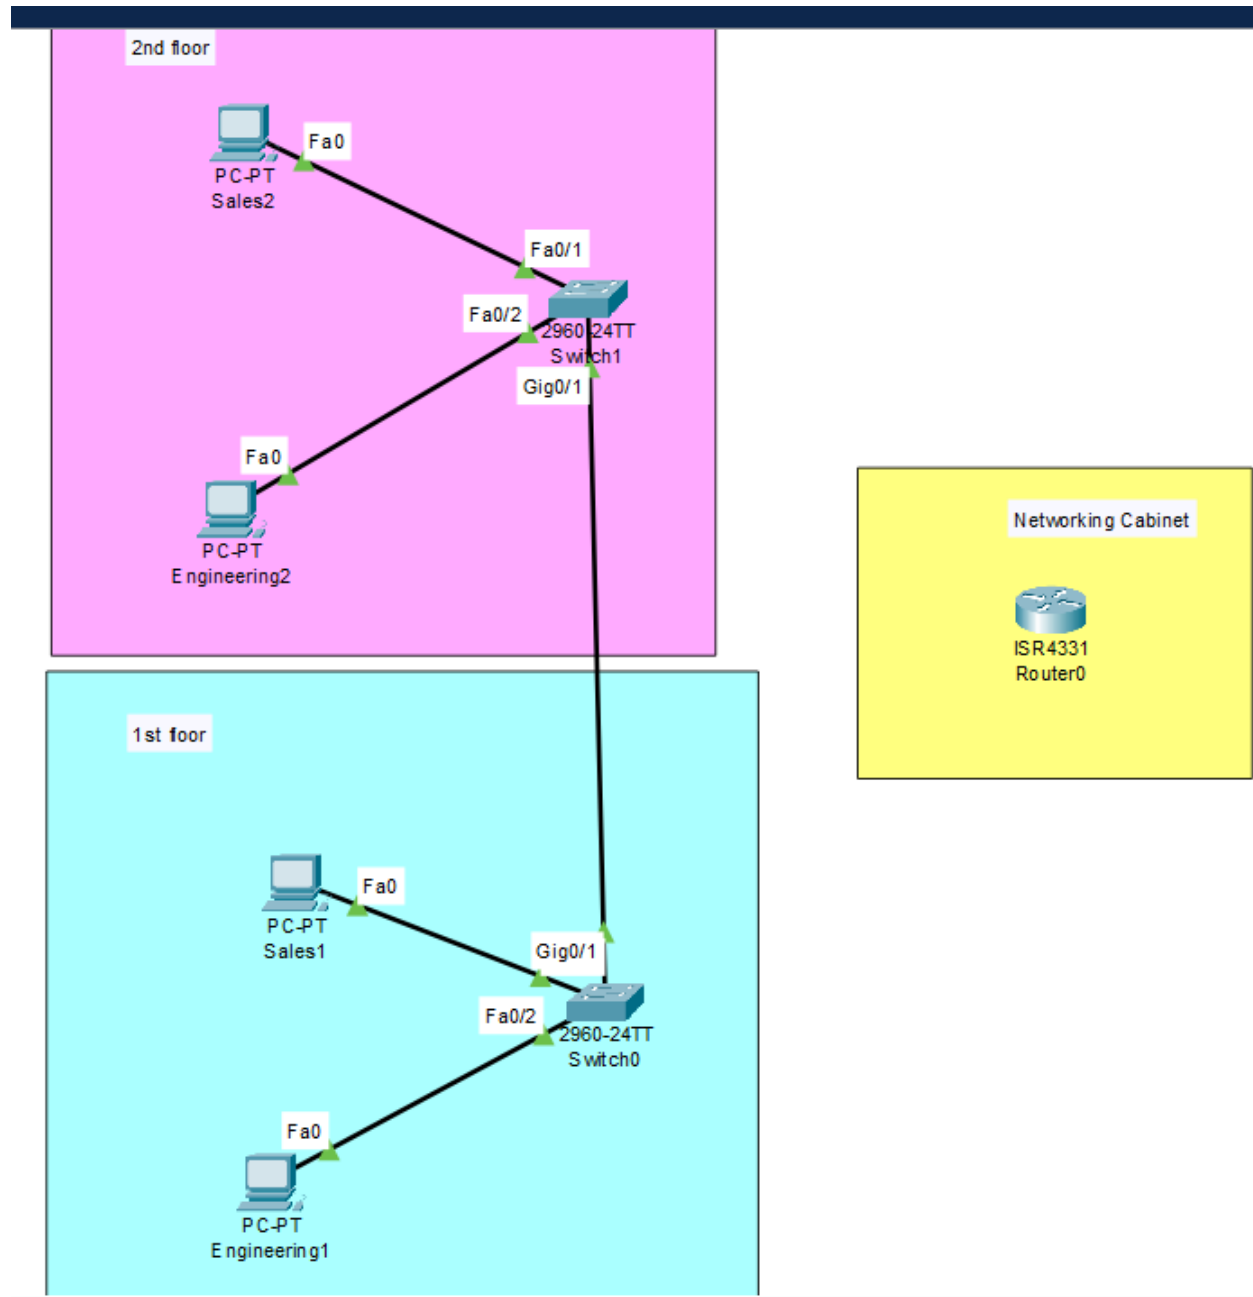 2nd floor
Fa0
PC-PT
Sales2
Fa0/1
Fa0/2
2960-24TT
Switch1
Gig0/1
Fa0
PC-PT
Engineering2
Networking Cabinet
ISR4331
Router0
1st floor
Fa0
PC-PT
Sales1
Gig0/1
Fa0/2
2960-24TT
Switch0
Fa0
PC-PT
Engineering1